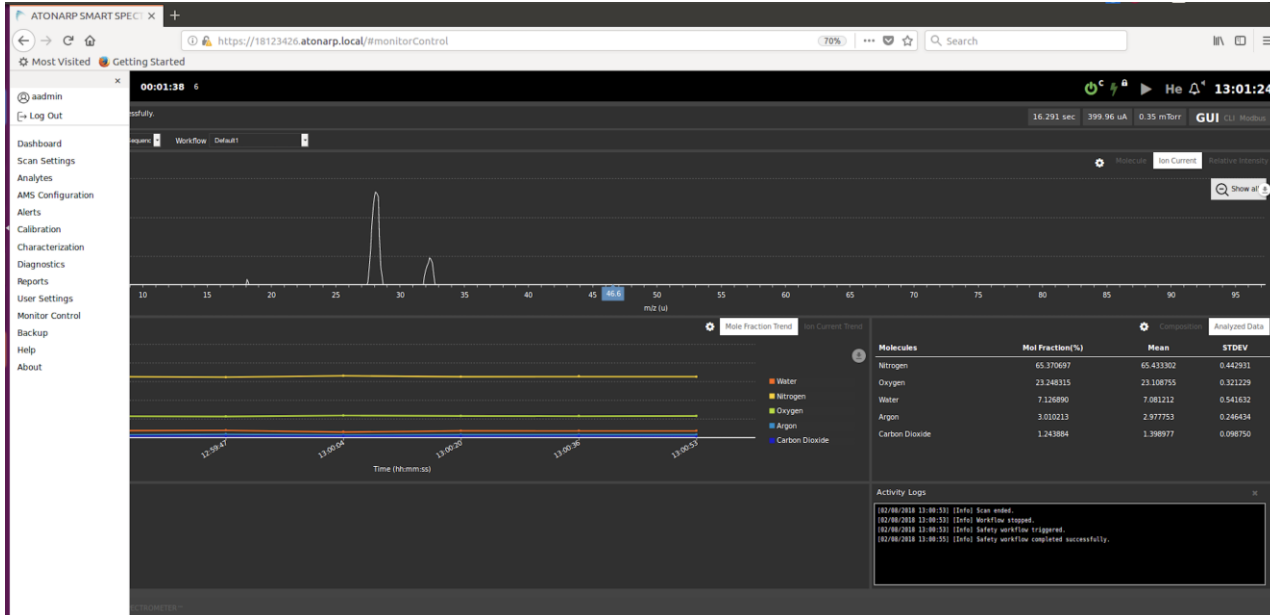 ATONARP SMART SPECT
https://18123426.atonarp.local/#monitorControl
70%
Search
Most Visited
Getting Started
aadmin
Log Out
Dashboard
Scan Settings
Analytes
AMS Configuration
Alerts
Calibration
Characterization
Diagnostics
Reports
User Settings
Monitor Control
Backup
Help
About
00:01:38 6
C
He
13:01:24
ssfully.
16.291 sec 399.96 uA 0.35 mTorr GUI CLI Modbus
Workflow Default1
Molecule Ion Current Relative Intensity
Show all
10 15 20 25 30 35 40 45 46.6 50 55 60 65 70 75 80 85 90 95
m/z (u)
Mole Fraction Trend Ion Current Trend
Water
Nitrogen
Oxygen
Argon
Carbon Dioxide
12:59:47 13:00:04 13:00:20 13:00:36 13:00:53
Time (hh:mm:ss)
Composition Analyzed Data
Molecules Mol Fraction(%) Mean STDEV
Nitrogen 65.370697 65.433302 0.442931
Oxygen 23.248315 23.108755 0.321229
Water 7.126890 7.081212 0.541632
Argon 3.010213 2.977753 0.246434
Carbon Dioxide 1.243884 1.398977 0.098750
Activity Logs
[02/08/2018 13:00:53] [Info] Scan ended.
[02/08/2018 13:00:53] [Info] Workflow stopped.
[02/08/2018 13:00:53] [Info] Safety workflow triggered.
[02/08/2018 13:00:55] [Info] Safety workflow completed successfully.
ECTROMETER™